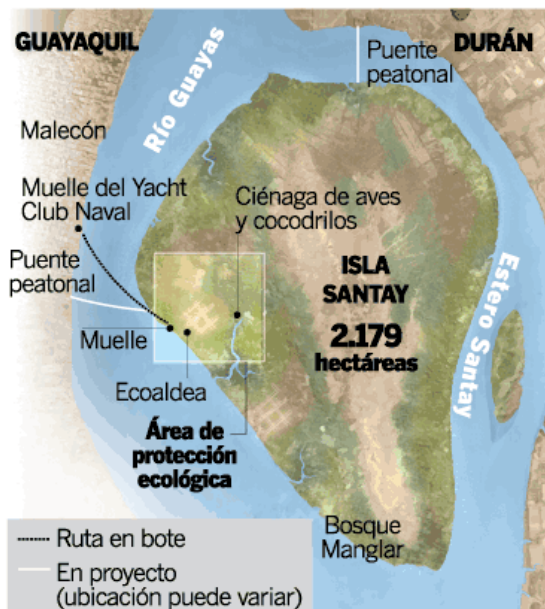 GUAYAQUIL
DURÁN
Puente
peatonal
Río Guayas
Malecón
Muelle del Yacht
Club Naval
Ciénaga de aves
y cocodrilos
Puente
peatonal
ISLA
SANTAY
2.179
hectáreas
Estero Santay
Muelle
Ecoaldea
Área de
protección
ecológica
Bosque
Manglar
Ruta en bote
En proyecto
(ubicación puede variar)